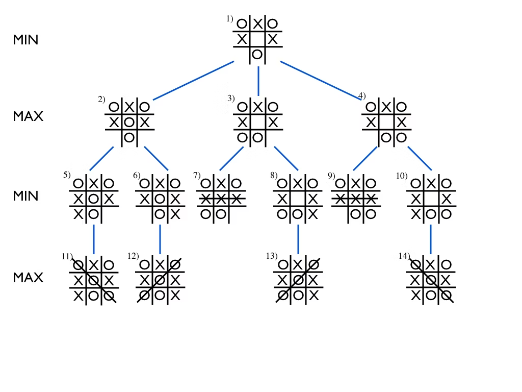 1) O X O
MIN X X
O
2) O X O 3) O X O 4) O X O
MAX X O X X X X X
O O O O O
5) O X O 6) O X O 7) O X O 8) O X O 9) O X O 10) O X O
MIN X O X X O X X X X X X X X X X X
X O O X O O O O X O O X O O
11) O X O 12) O X O 13) O X O 14) O X O
MAX X O X X O X X O X X O X
X O O O O X O O X X O O